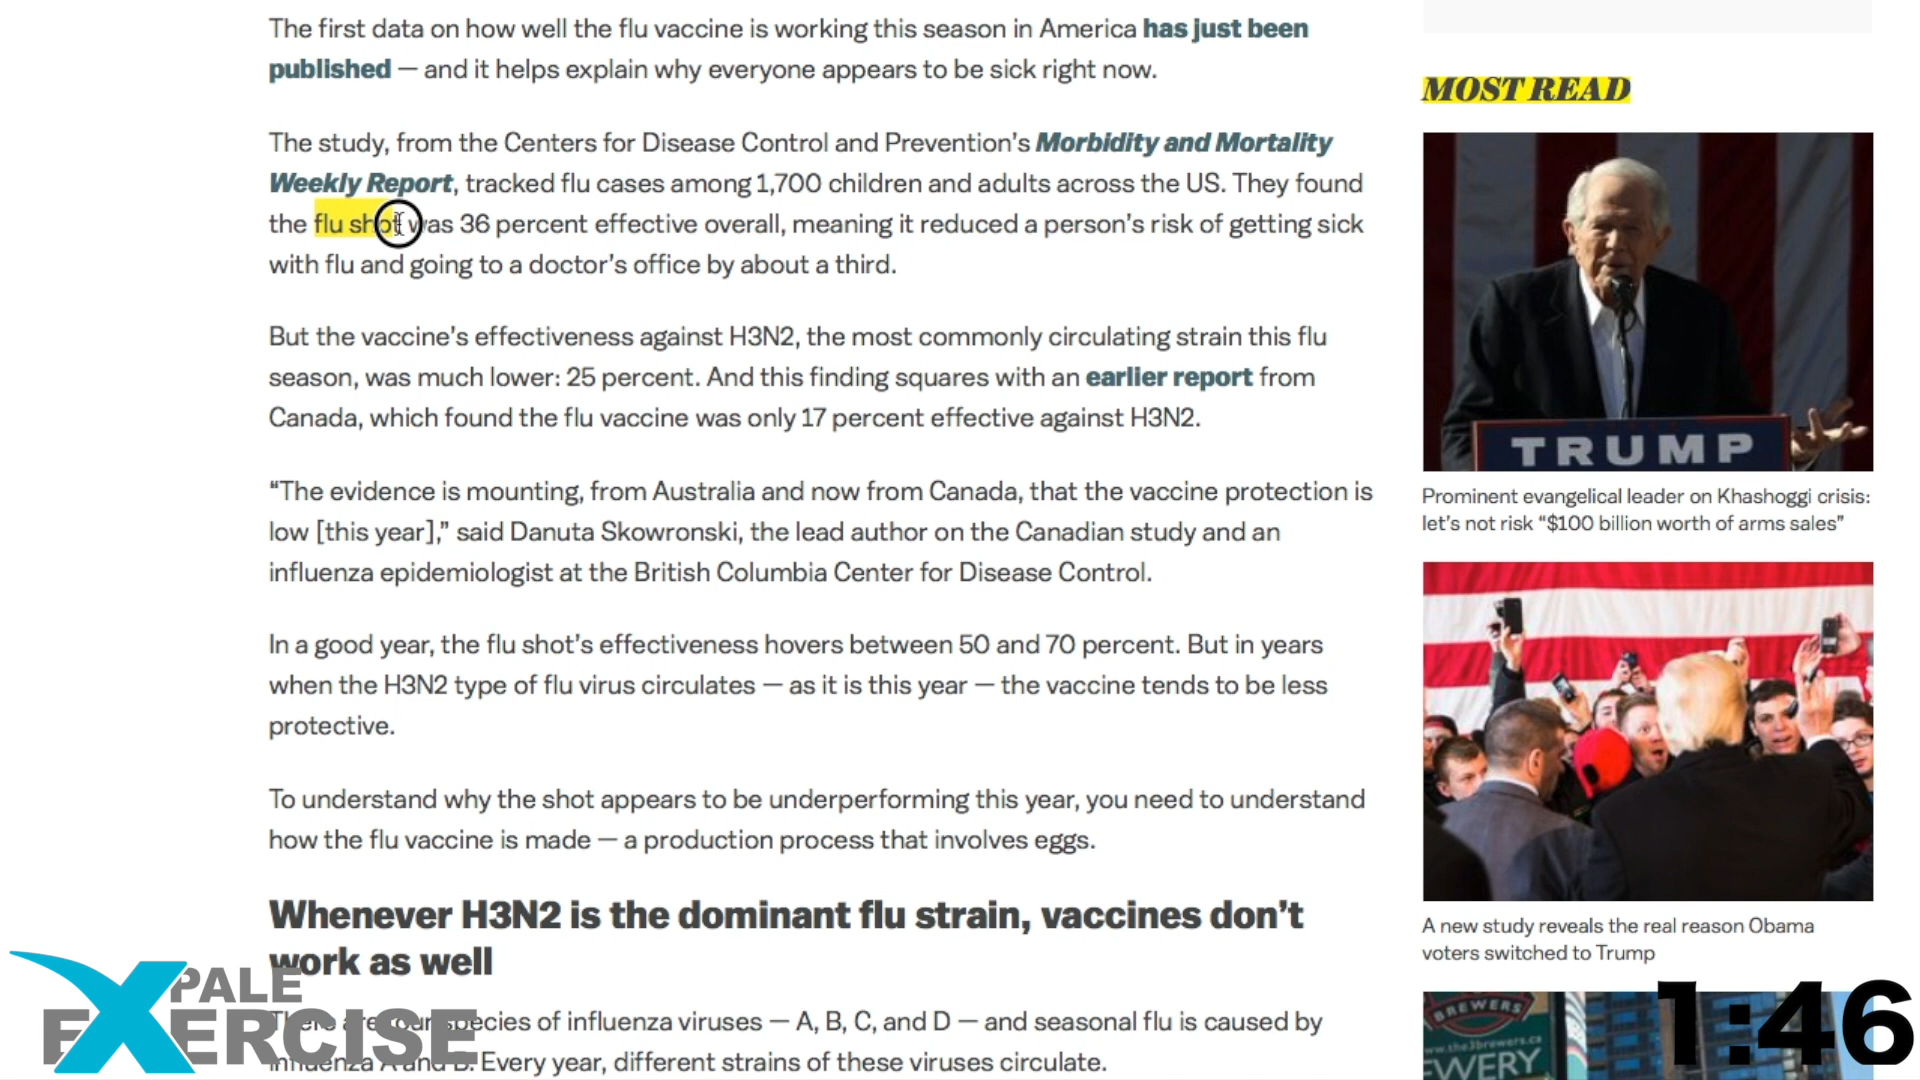 The first data on how well the flu vaccine is working this season in America has just been
published — and it helps explain why everyone appears to be sick right now.
The study, from the Centers for Disease Control and Prevention's Morbidity and Mortality
Weekly Report, tracked flu cases among 1,700 children and adults across the US. They found
the flu shot was 36 percent effective overall, meaning it reduced a person's risk of getting sick
with flu and going to a doctor's office by about a third.
But the vaccine's effectiveness against H3N2, the most commonly circulating strain this flu
season, was much lower: 25 percent. And this finding squares with an earlier report from
Canada, which found the flu vaccine was only 17 percent effective against H3N2.
“The evidence is mounting, from Australia and now from Canada, that the vaccine protection is
low [this year],” said Danuta Skowronski, the lead author on the Canadian study and an
influenza epidemiologist at the British Columbia Center for Disease Control.
In a good year, the flu shot's effectiveness hovers between 50 and 70 percent. But in years
when the H3N2 type of flu virus circulates — as it is this year — the vaccine tends to be less
protective.
To understand why the shot appears to be underperforming this year, you need to understand
how the flu vaccine is made — a production process that involves eggs.
Whenever H3N2 is the dominant flu strain, vaccines don't
work as well
There are four species of influenza viruses — A, B, C, and D — and seasonal flu is caused by
influenza A and B. Every year, different strains of these viruses circulate.
PALE
EXERCISE
MOST READ
TRUMP
Prominent evangelical leader on Khashoggi crisis:
let's not risk “$100 billion worth of arms sales”
A new study reveals the real reason Obama
voters switched to Trump
BREWERS
www.the3brewers.ca
EWERY
1:46